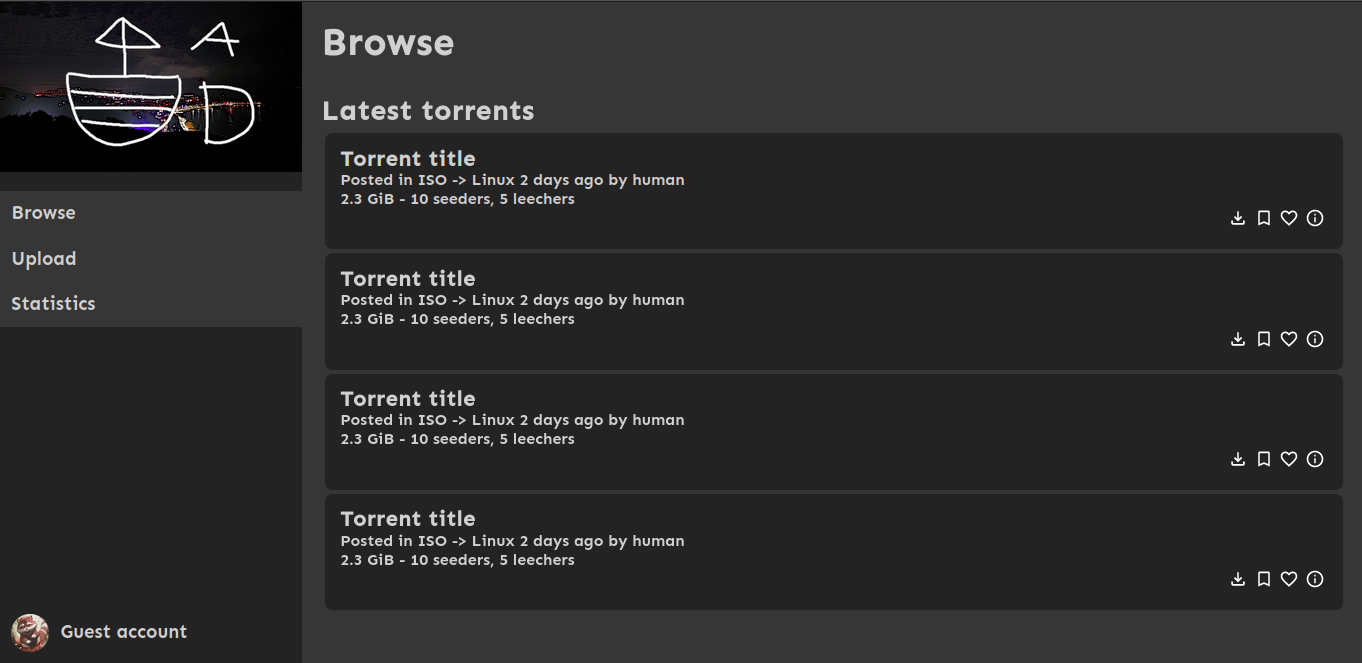 A
D
Browse
Upload
Statistics
Guest account
Browse
Latest torrents
Torrent title
Posted in ISO -> Linux 2 days ago by human
2.3 GiB - 10 seeders, 5 leechers
Torrent title
Posted in ISO -> Linux 2 days ago by human
2.3 GiB - 10 seeders, 5 leechers
Torrent title
Posted in ISO -> Linux 2 days ago by human
2.3 GiB - 10 seeders, 5 leechers
Torrent title
Posted in ISO -> Linux 2 days ago by human
2.3 GiB - 10 seeders, 5 leechers